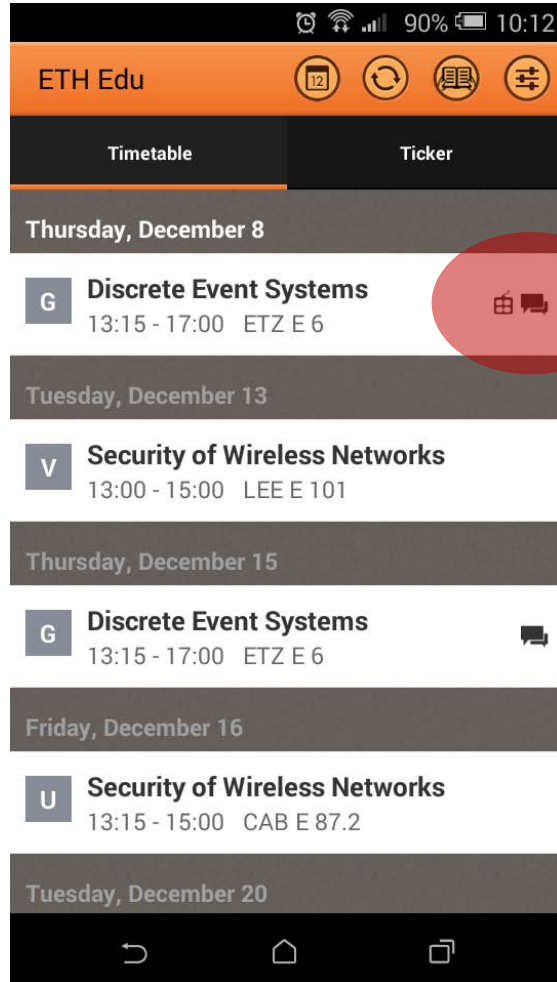 90% 10:12
ETH Edu 12
Timetable Ticker
Thursday, December 8
G Discrete Event Systems
13:15 - 17:00 ETZ E 6
Tuesday, December 13
V Security of Wireless Networks
13:00 - 15:00 LEE E 101
Thursday, December 15
G Discrete Event Systems
13:15 - 17:00 ETZ E 6
Friday, December 16
U Security of Wireless Networks
13:15 - 15:00 CAB E 87.2
Tuesday, December 20